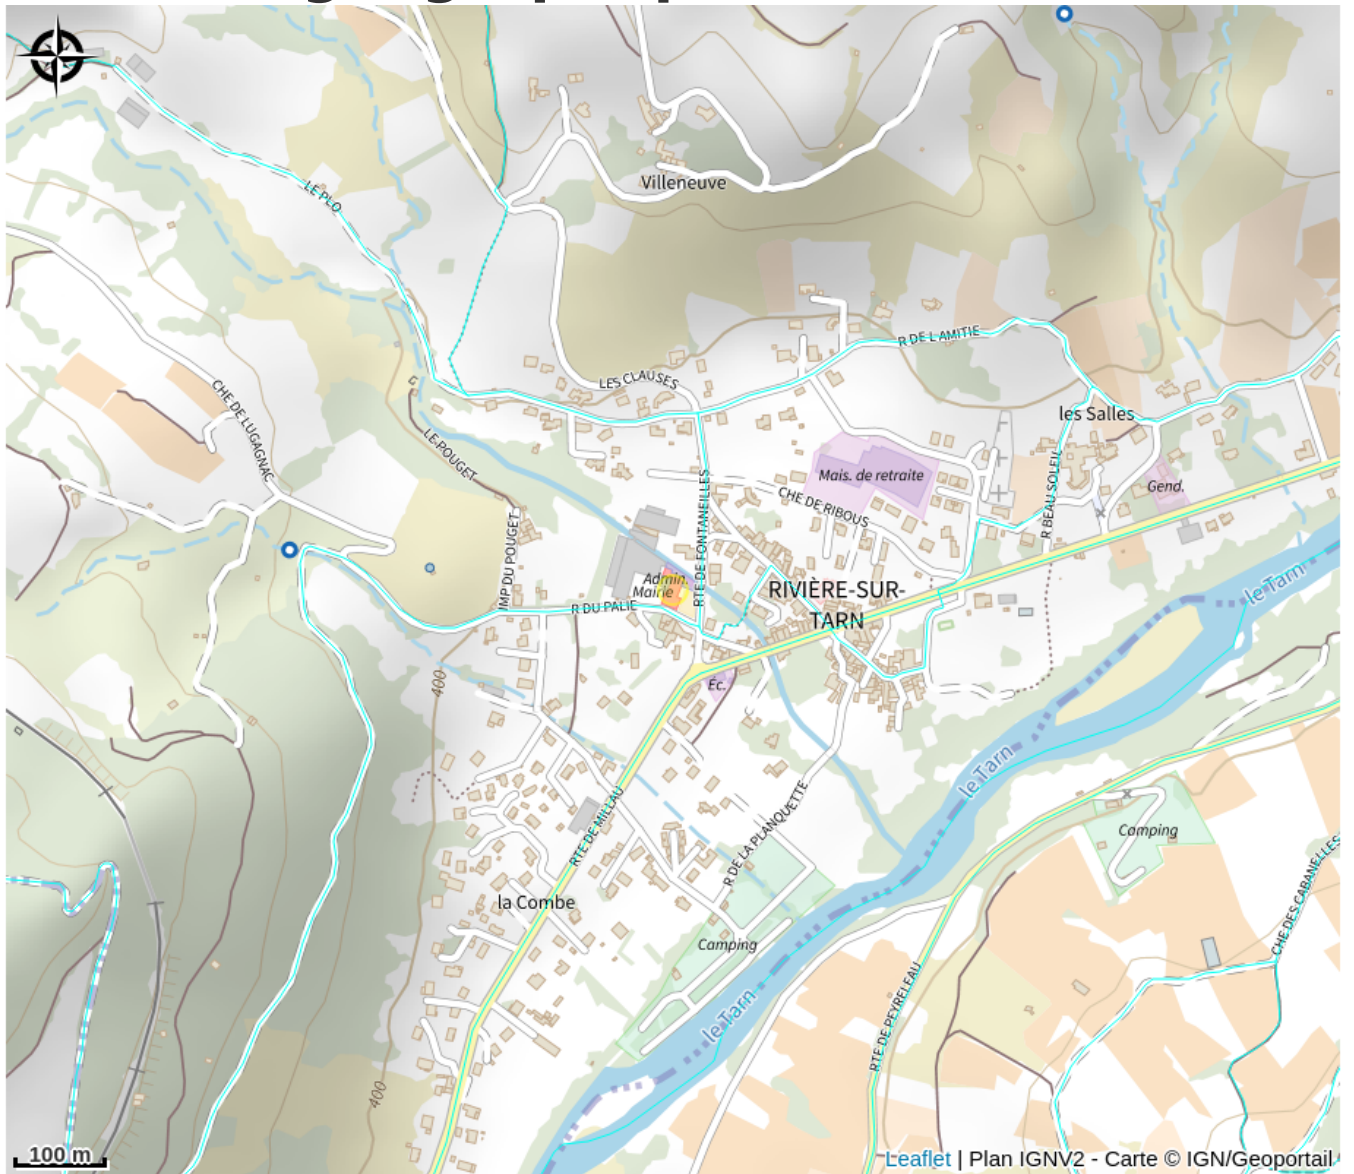 Villeneuve
LE PLO
R DE L AMITIE
LES CLAUSES
CHE DE LUGAGNAC
les Salles
LE POUGET
Mais. de retraite
Gend.
CHE DE RIBOUS
R BEAU SOLEIL
RTE DE FONTANEILLES
IMP DU POUGET
Admin.
Mairie
RIVIÈRE-SUR-
TARN
le Tarn
R DU PALIE
400
Éc.
le Tarn
RTE DE MILLAU
R DE LA PLANQUETTE
Camping
CHE DES CABANELLES
la Combe
Camping
le Tarn
RTE DE PEYRELEAU
400
100 m
Leaflet | Plan IGNV2 - Carte © IGN/Geoportail